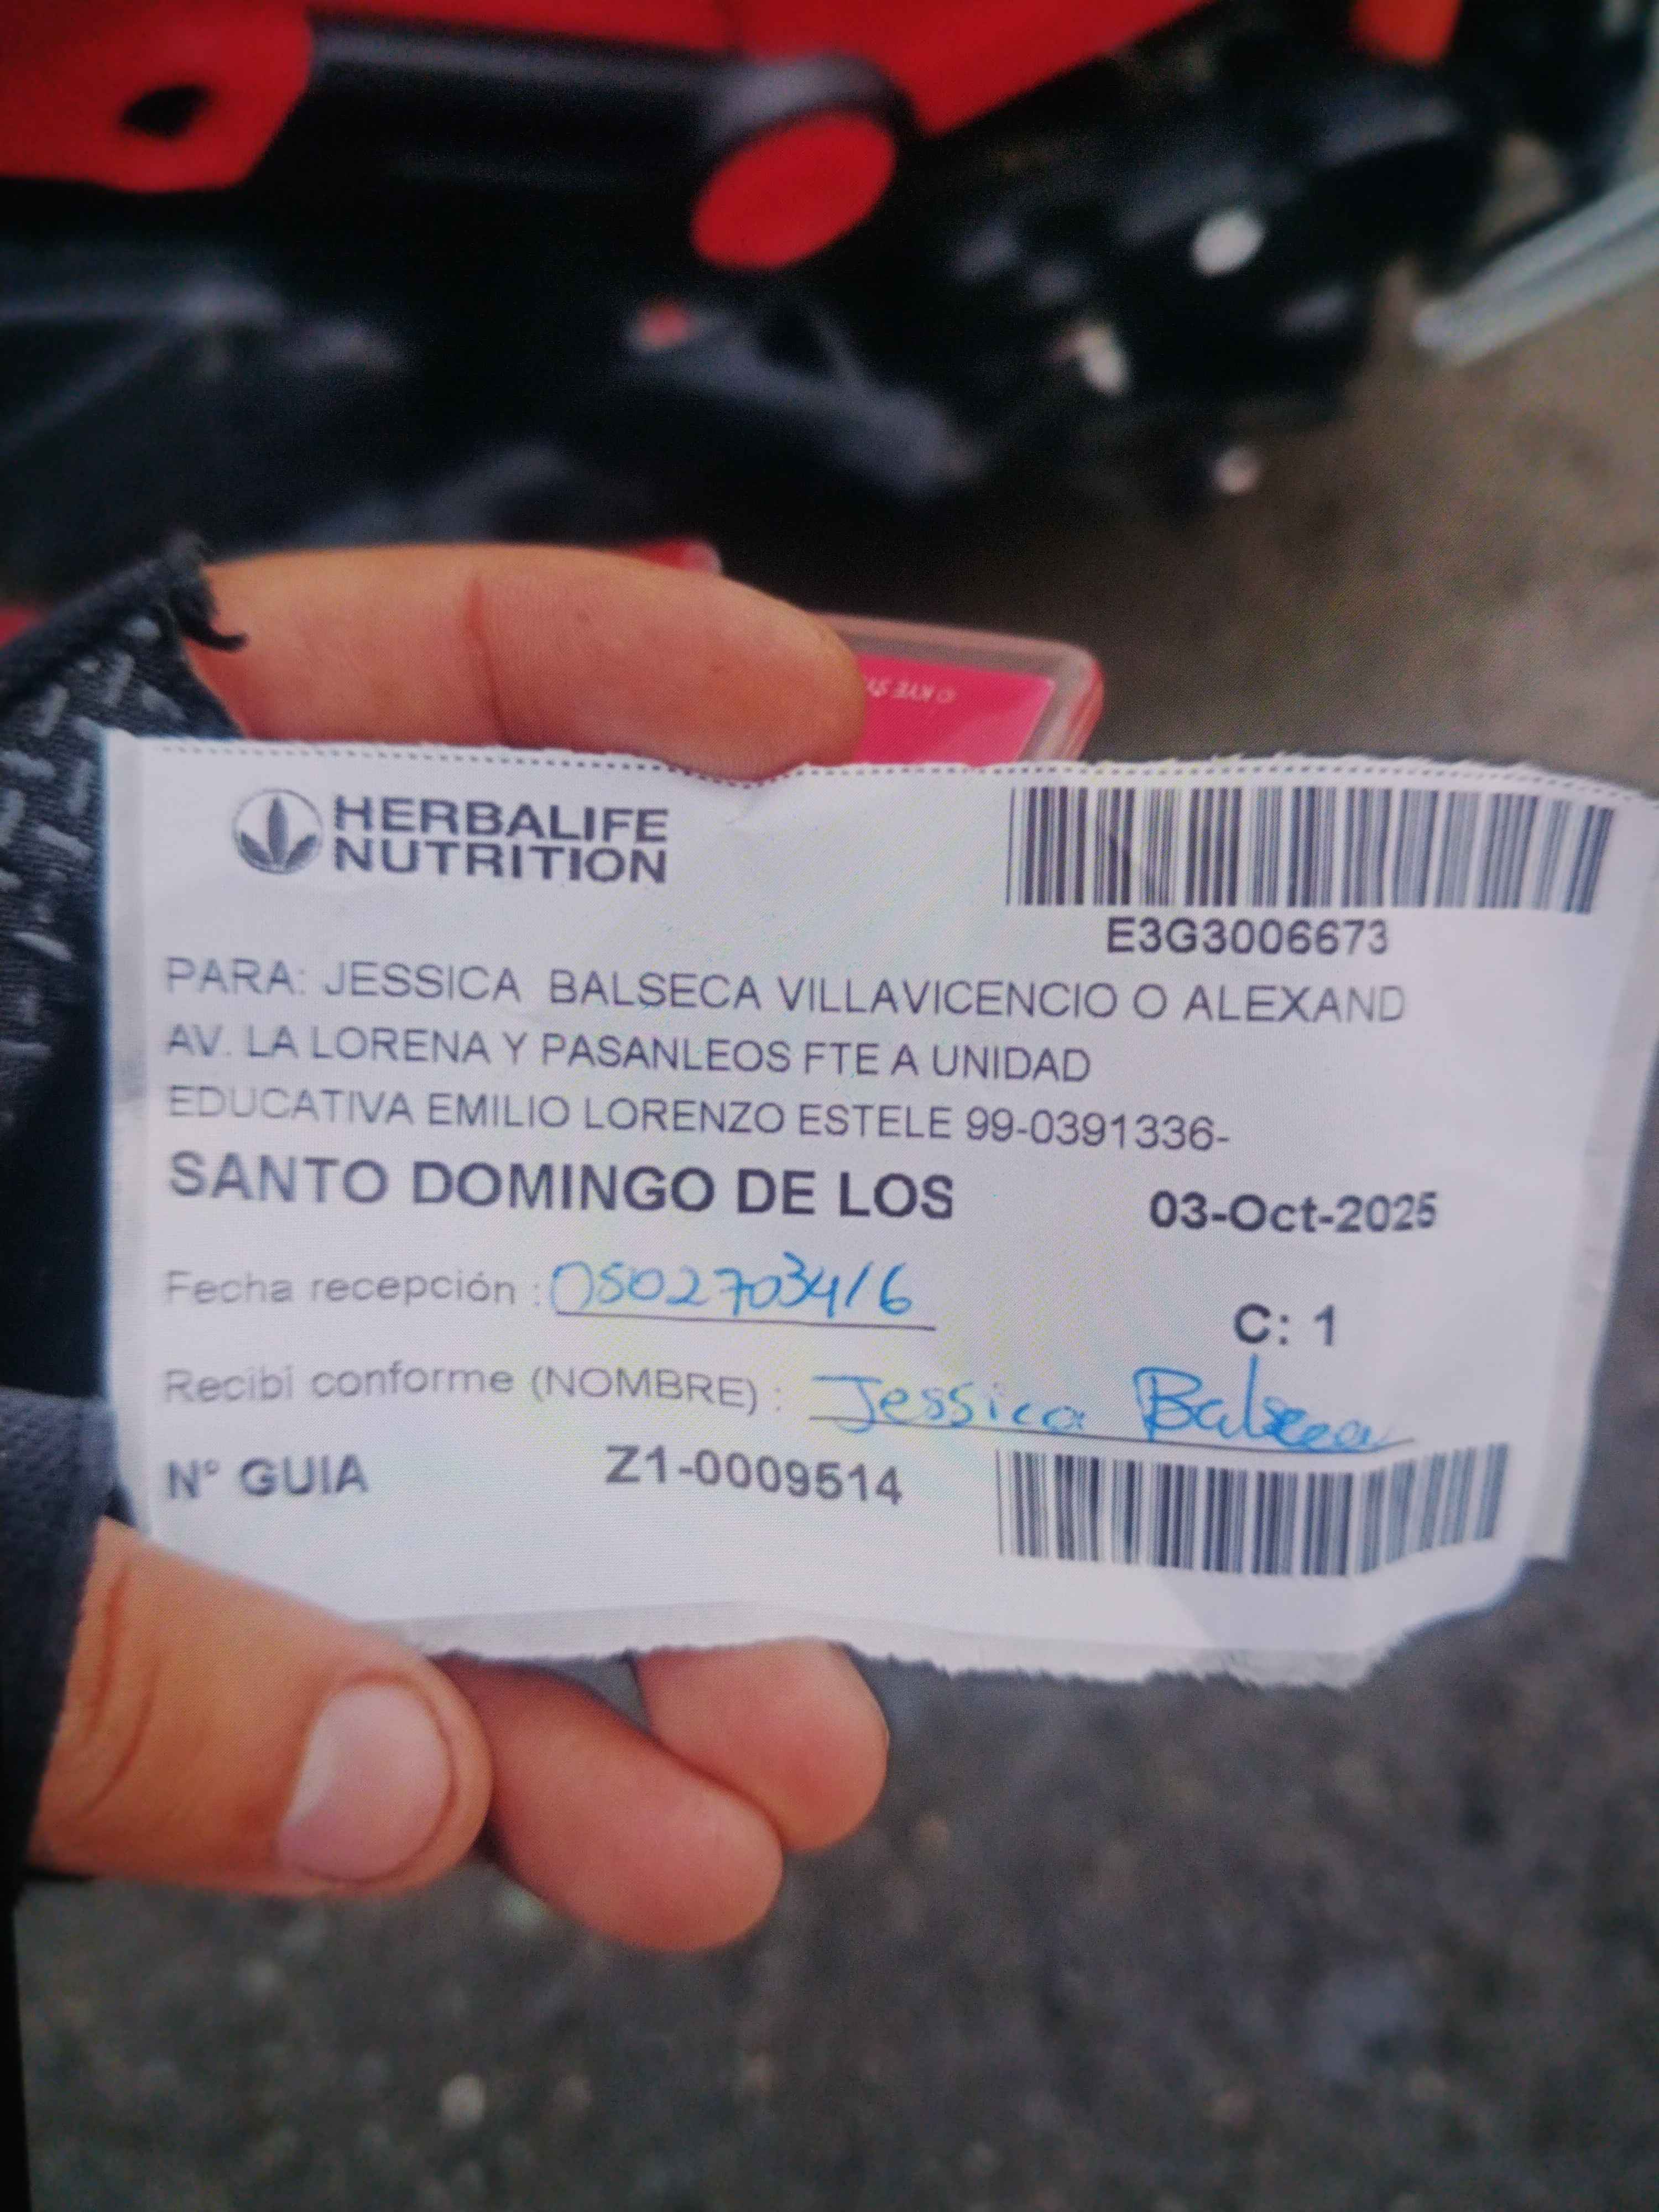 HERBALIFE
NUTRITION
E3G3006673
PARA: JESSICA BALSECA VILLAVICENCIO O ALEXAND
AV. LA LORENA Y PASANLEOS FTE A UNIDAD
EDUCATIVA EMILIO LORENZO ESTELE 99-0391336-
SANTO DOMINGO DE LOS 03-Oct-2025
Fecha recepción : 0502703416
C: 1
Recibi conforme (NOMBRE) : Jessica Balseca
N° GUIA Z1-0009514